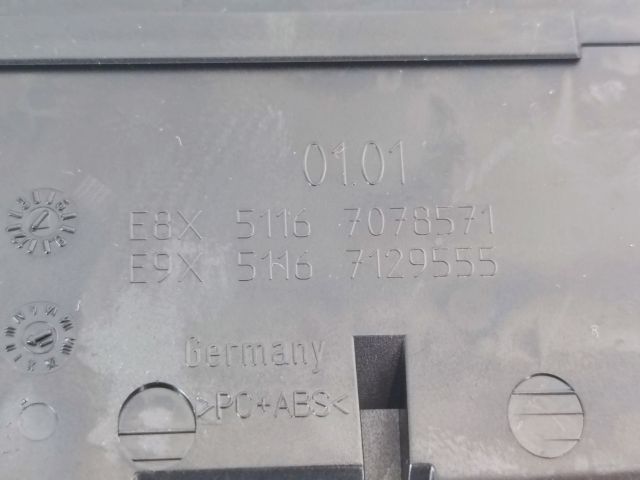 01.01
E8X 5116 7078571
E9X 5116 7129555
Germany
>PC+ABS<